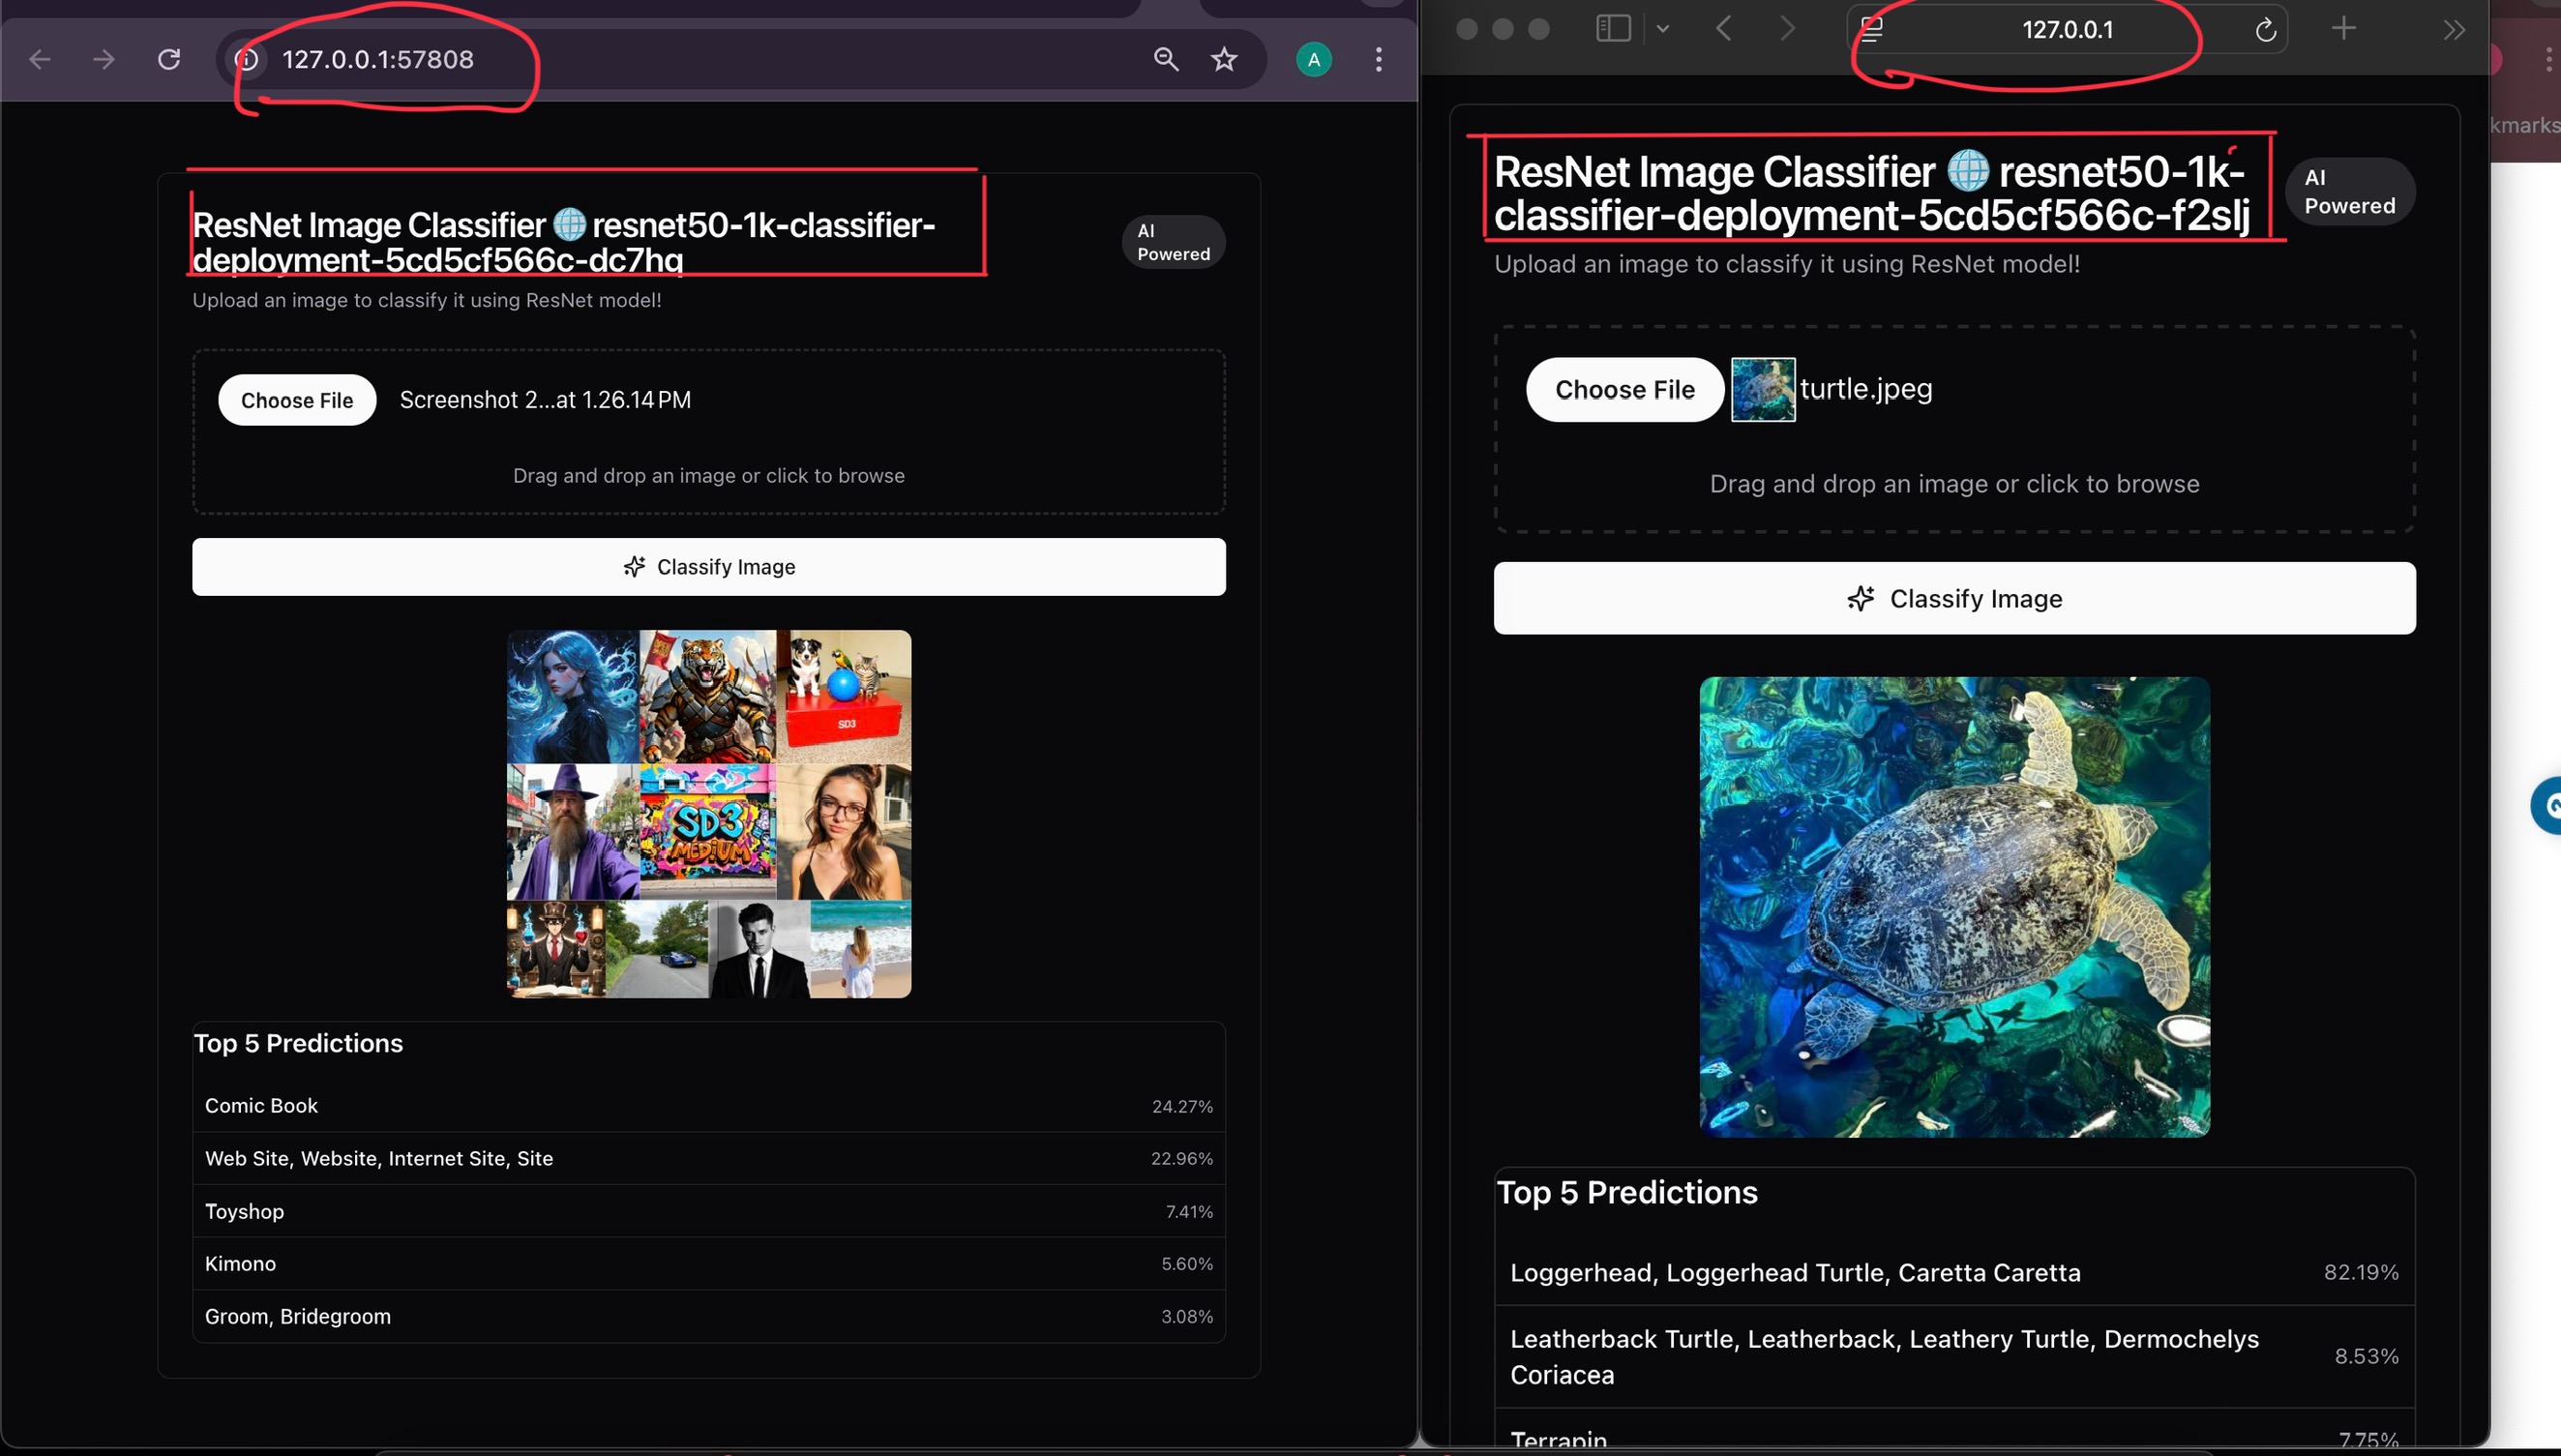 127.0.0.1:57808
A
ResNet Image Classifier 🌐 resnet50-1k-classifier-
deployment-5cd5cf566c-dc7hq
AI
Powered
Upload an image to classify it using ResNet model!
Choose File
Screenshot 2...at 1.26.14 PM
Drag and drop an image or click to browse
Classify Image
SD3
SD3
MEDIUM
Top 5 Predictions
Comic Book 24.27%
Web Site, Website, Internet Site, Site 22.96%
Toyshop 7.41%
Kimono 5.60%
Groom, Bridegroom 3.08%
127.0.0.1
ResNet Image Classifier 🌐 resnet50-1k-
classifier-deployment-5cd5cf566c-f2slj
AI
Powered
Upload an image to classify it using ResNet model!
Choose File
turtle.jpeg
Drag and drop an image or click to browse
Classify Image
Top 5 Predictions
Loggerhead, Loggerhead Turtle, Caretta Caretta 82.19%
Leatherback Turtle, Leatherback, Leathery Turtle, Dermochelys
Coriacea 8.53%
Terrapin 7.75%
kmarks